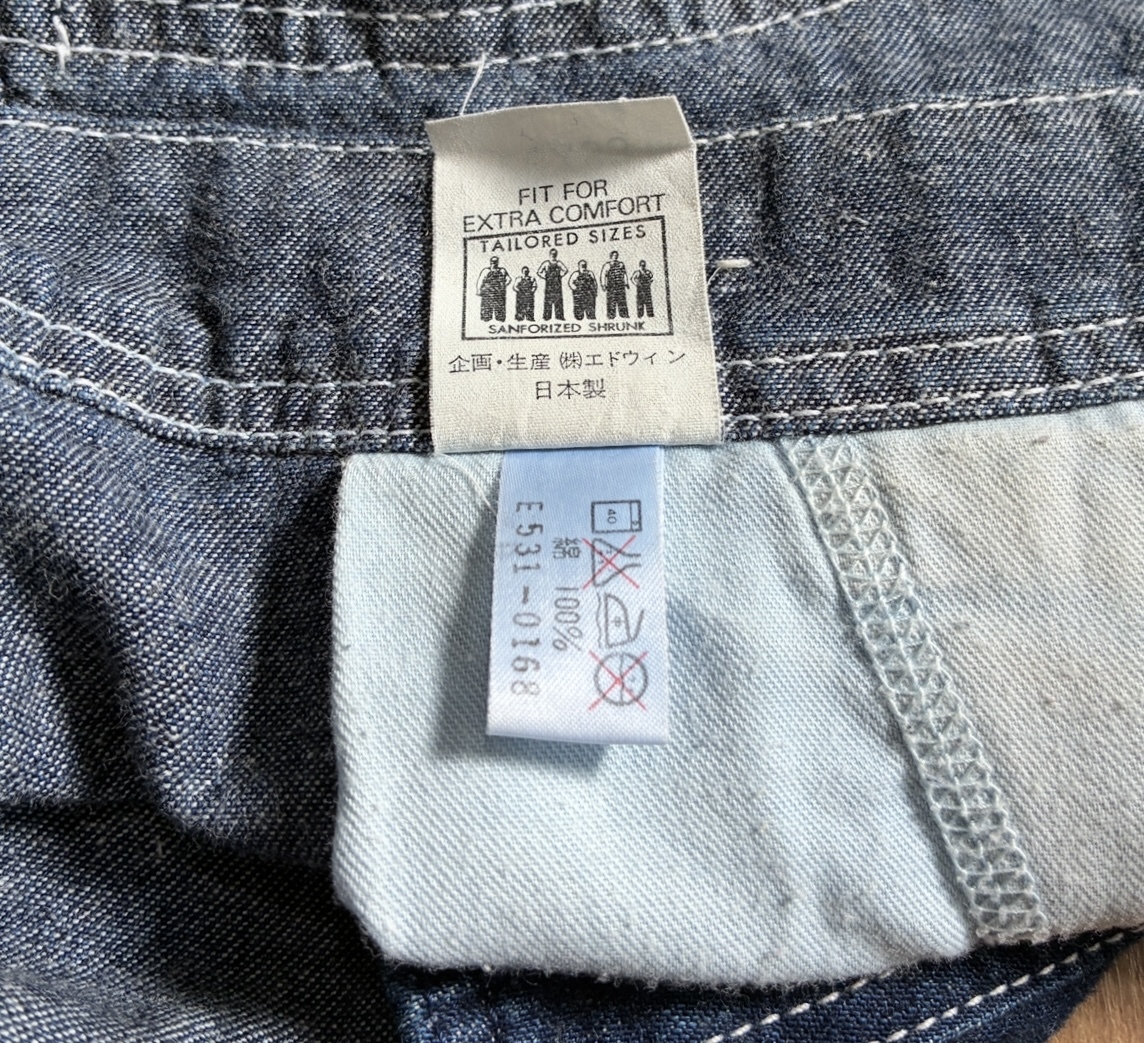 FIT FOR
EXTRA COMFORT
TAILORED SIZES
SANFORIZED SHRUNK
企画・生産 ㈱エドウィン
日本製
40
綿 100%
E531-0168